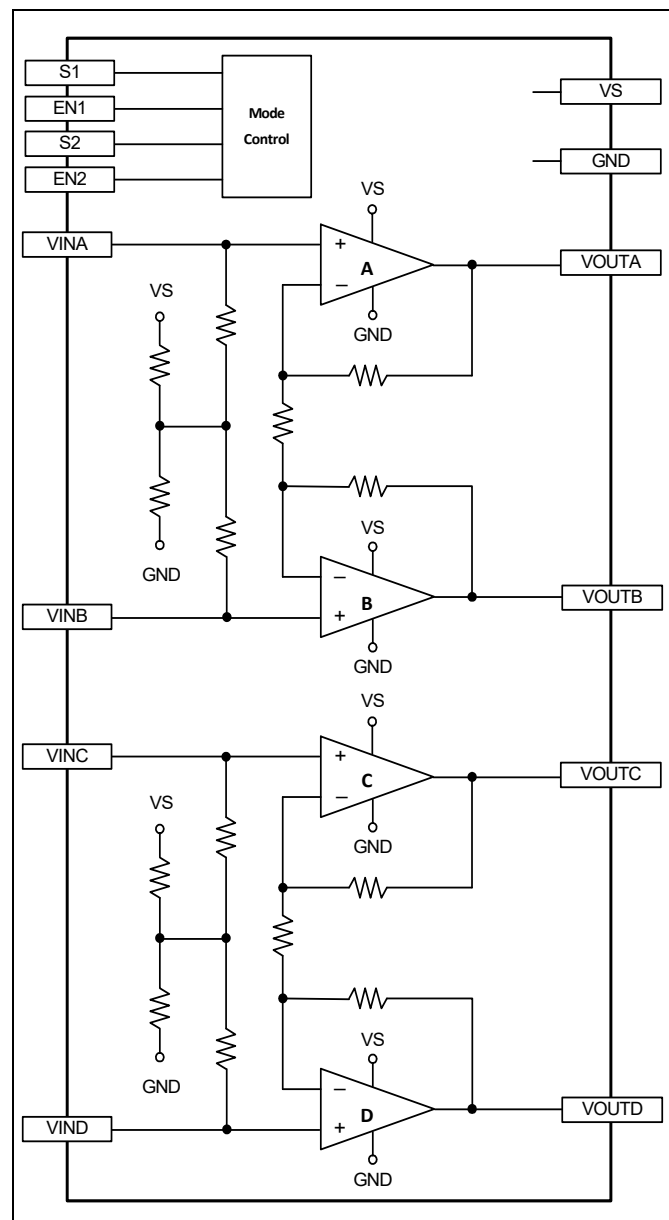 S1
EN1
S2
EN2
Mode
Control
VS
GND
VINA
VS
+
A
−
GND
VOUTA
VS
GND
VS
−
B
+
GND
VINB
VOUTB
VINC
VS
+
C
−
GND
VOUTC
VS
GND
VS
−
D
+
GND
VIND
VOUTD